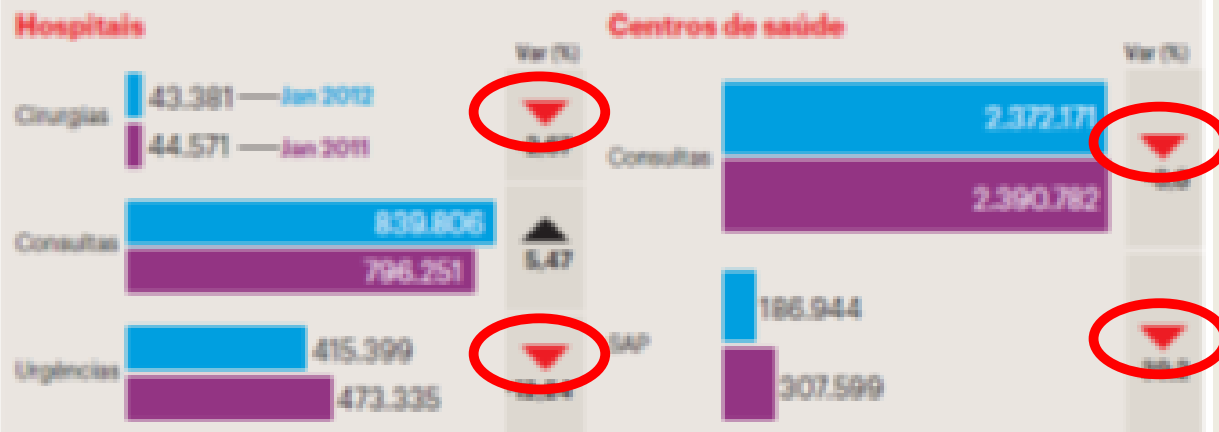 Hospitais
Var (%)
Cirurgias
43.381
Jan 2012
44.571
Jan 2011
Consultas
839.806
796.251
5,47
Urgências
415.399
473.335
Centros de saúde
Var (%)
Consultas
2.372.171
2.390.782
SAP
186.944
307.599